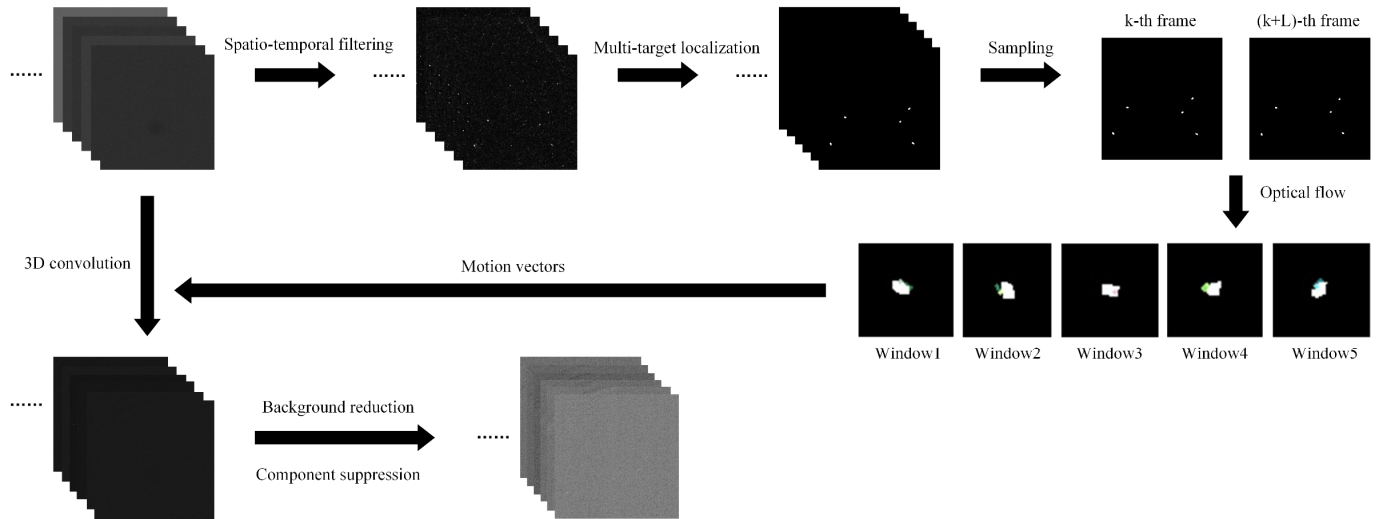 k-th frame
(k+L)-th frame
Spatio-temporal filtering
Multi-target localization
Sampling
......
......
......
Optical flow
3D convolution
Motion vectors
Window1
Window2
Window3
Window4
Window5
......
Background reduction
......
Component suppression